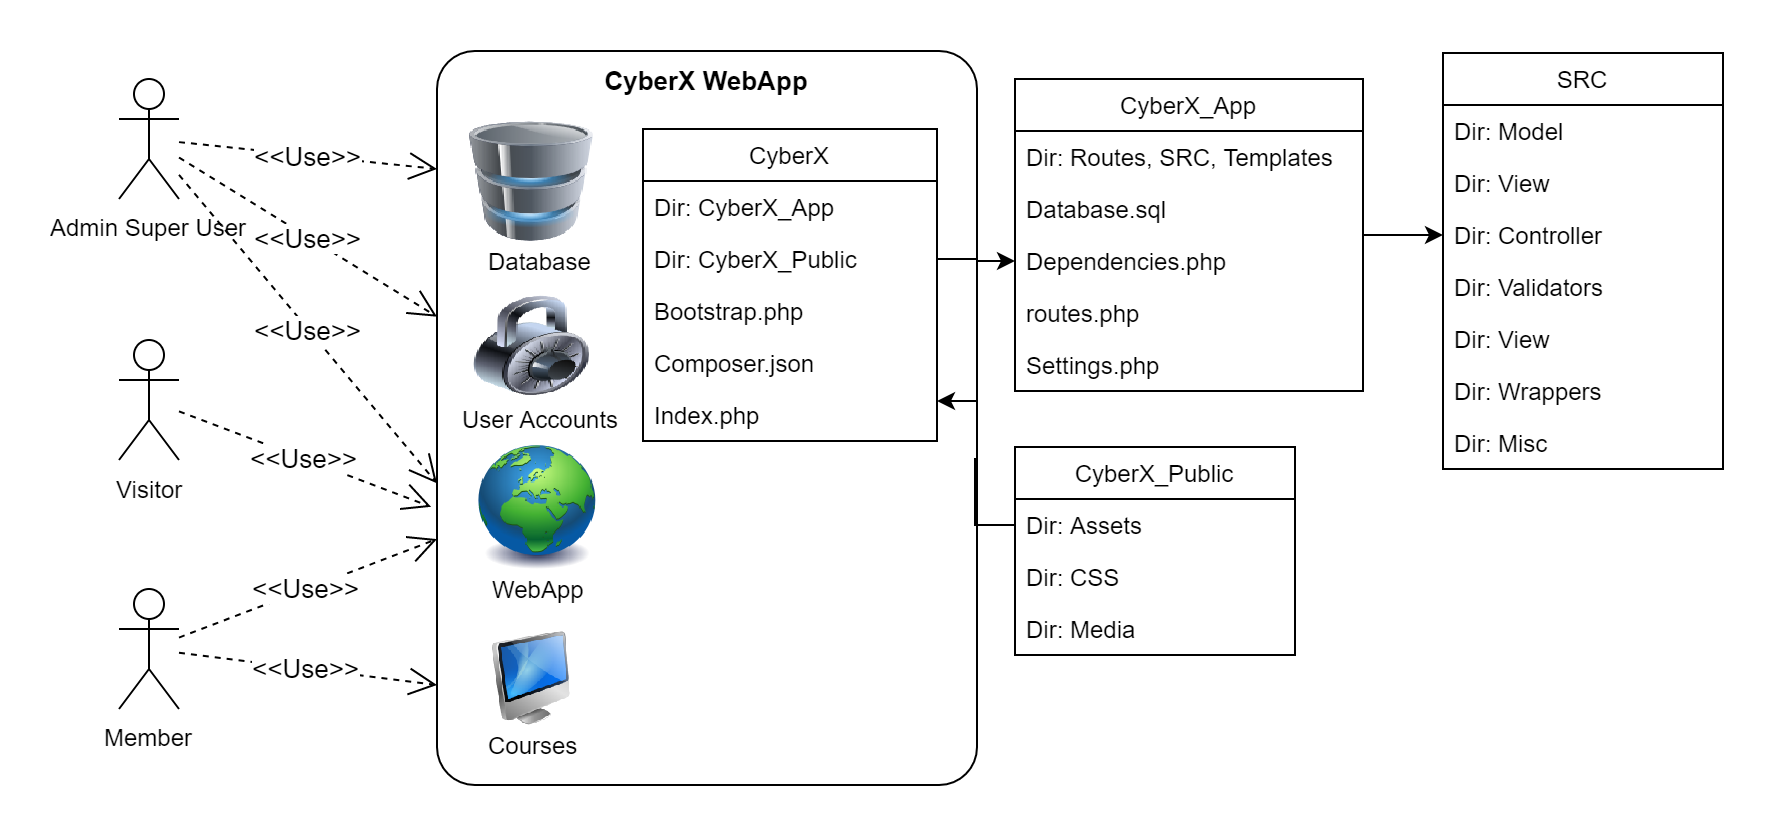 CyberX WebApp
Admin Super User
<<Use>>
<<Use>>
<<Use>>
Visitor
<<Use>>
Member
<<Use>>
<<Use>>
Database
User Accounts
WebApp
Courses
CyberX
Dir: CyberX_App
Dir: CyberX_Public
Bootstrap.php
Composer.json
Index.php
CyberX_App
Dir: Routes, SRC, Templates
Database.sql
Dependencies.php
routes.php
Settings.php
CyberX_Public
Dir: Assets
Dir: CSS
Dir: Media
SRC
Dir: Model
Dir: View
Dir: Controller
Dir: Validators
Dir: View
Dir: Wrappers
Dir: Misc